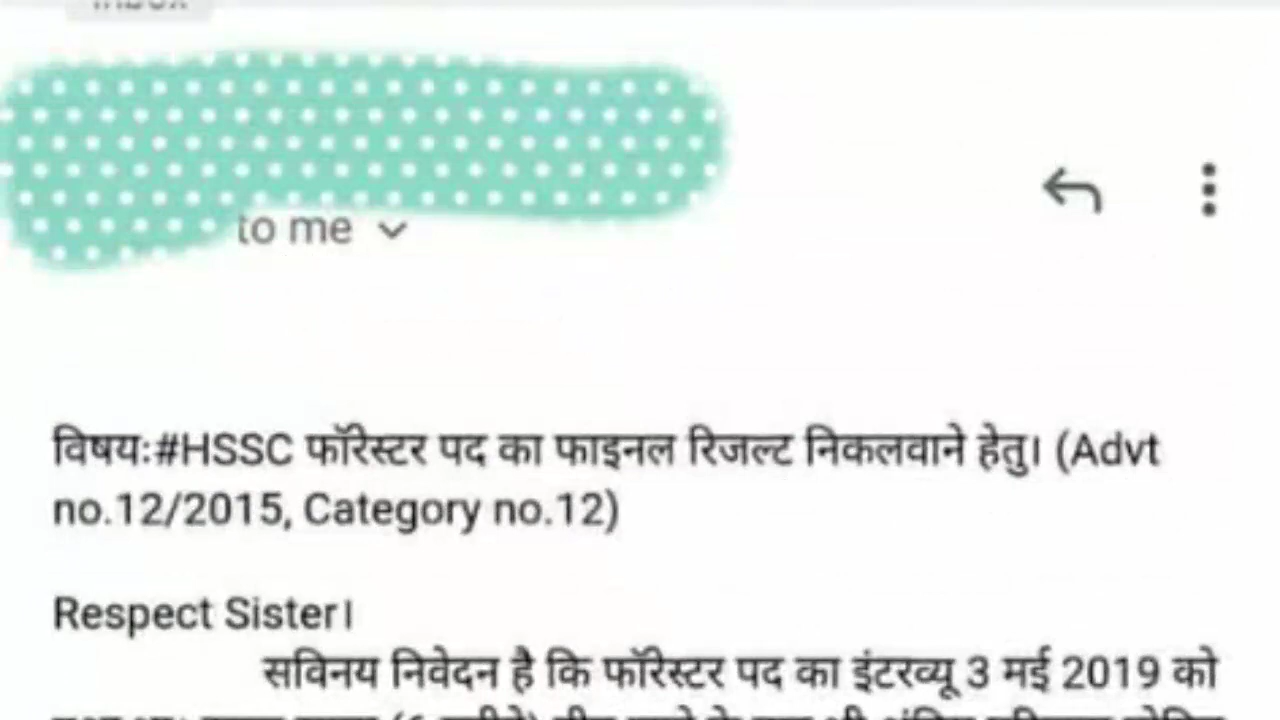 Inbox
to me
विषय:#HSSC फॉरेस्टर पद का फाइनल रिजल्ट निकलवाने हेतु। (Advt
no.12/2015, Category no.12)
Respect Sister।
सविनय निवेदन है कि फॉरेस्टर पद का इंटरव्यू 3 मई 2019 को